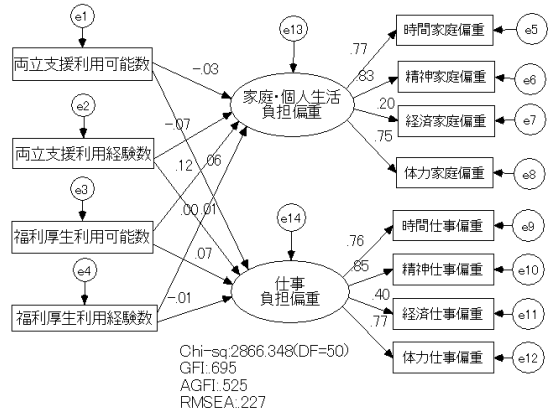 e1
両立支援利用可能数
e2
両立支援利用経験数
e3
福利厚生利用可能数
e4
福利厚生利用経験数
-.03
-.07
.12
.06
.00
.01
.07
-.01
e13
家庭・個人生活
負担偏重
e14
仕事
負担偏重
.77
.83
.20
.75
時間家庭偏重
e5
精神家庭偏重
e6
経済家庭偏重
e7
体力家庭偏重
e8
.76
.85
.40
.77
時間仕事偏重
e9
精神仕事偏重
e10
経済仕事偏重
e11
体力仕事偏重
e12
Chi-sq:2866.348(DF=50)
GFI:.695
AGFI:.525
RMSEA:.227